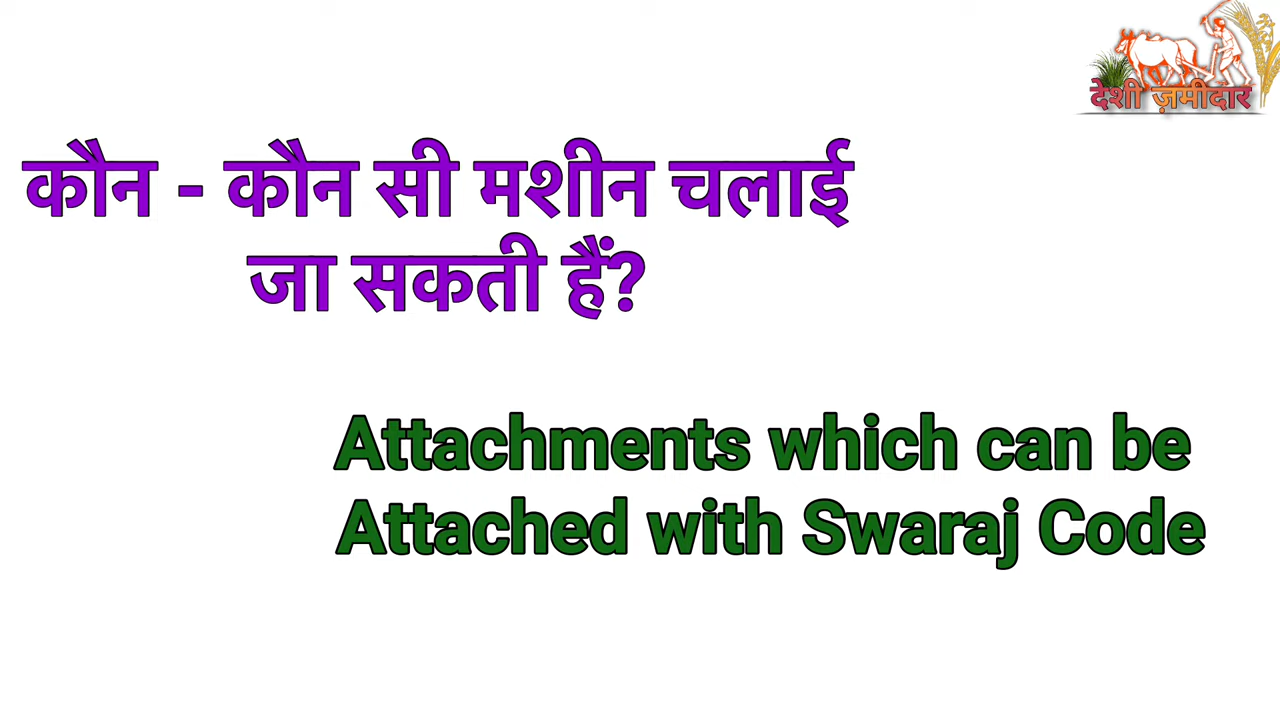 देशी ज़मीदार
कौन - कौन सी मशीन चलाई
जा सकती हैं?
Attachments which can be
Attached with Swaraj Code